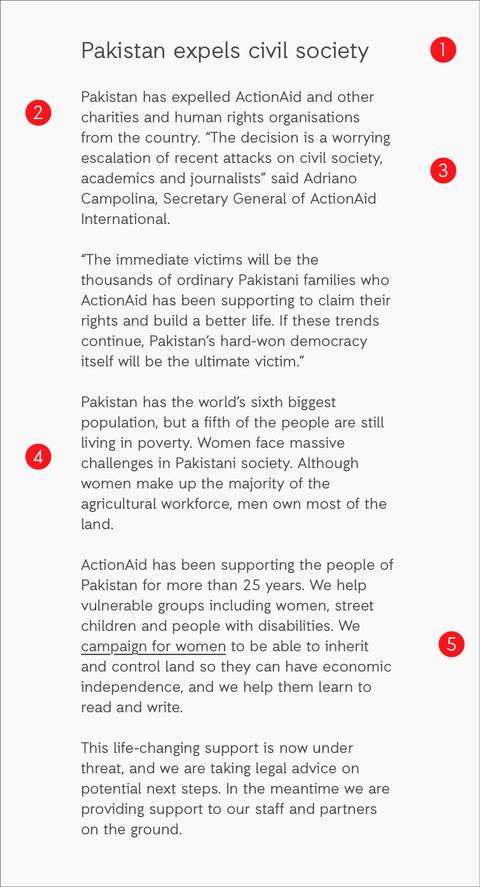 Pakistan expels civil society
1
2
Pakistan has expelled ActionAid and other
charities and human rights organisations
from the country. “The decision is a worrying
escalation of recent attacks on civil society,
3
academics and journalists” said Adriano
Campolina, Secretary General of ActionAid
International.
“The immediate victims will be the
thousands of ordinary Pakistani families who
ActionAid has been supporting to claim their
rights and build a better life. If these trends
continue, Pakistan’s hard-won democracy
itself will be the ultimate victim.”
Pakistan has the world’s sixth biggest
population, but a fifth of the people are still
living in poverty. Women face massive
4
challenges in Pakistani society. Although
women make up the majority of the
agricultural workforce, men own most of the
land.
ActionAid has been supporting the people of
Pakistan for more than 25 years. We help
vulnerable groups including women, street
children and people with disabilities. We
campaign for women to be able to inherit
5
and control land so they can have economic
independence, and we help them learn to
read and write.
This life-changing support is now under
threat, and we are taking legal advice on
potential next steps. In the meantime we are
providing support to our staff and partners
on the ground.